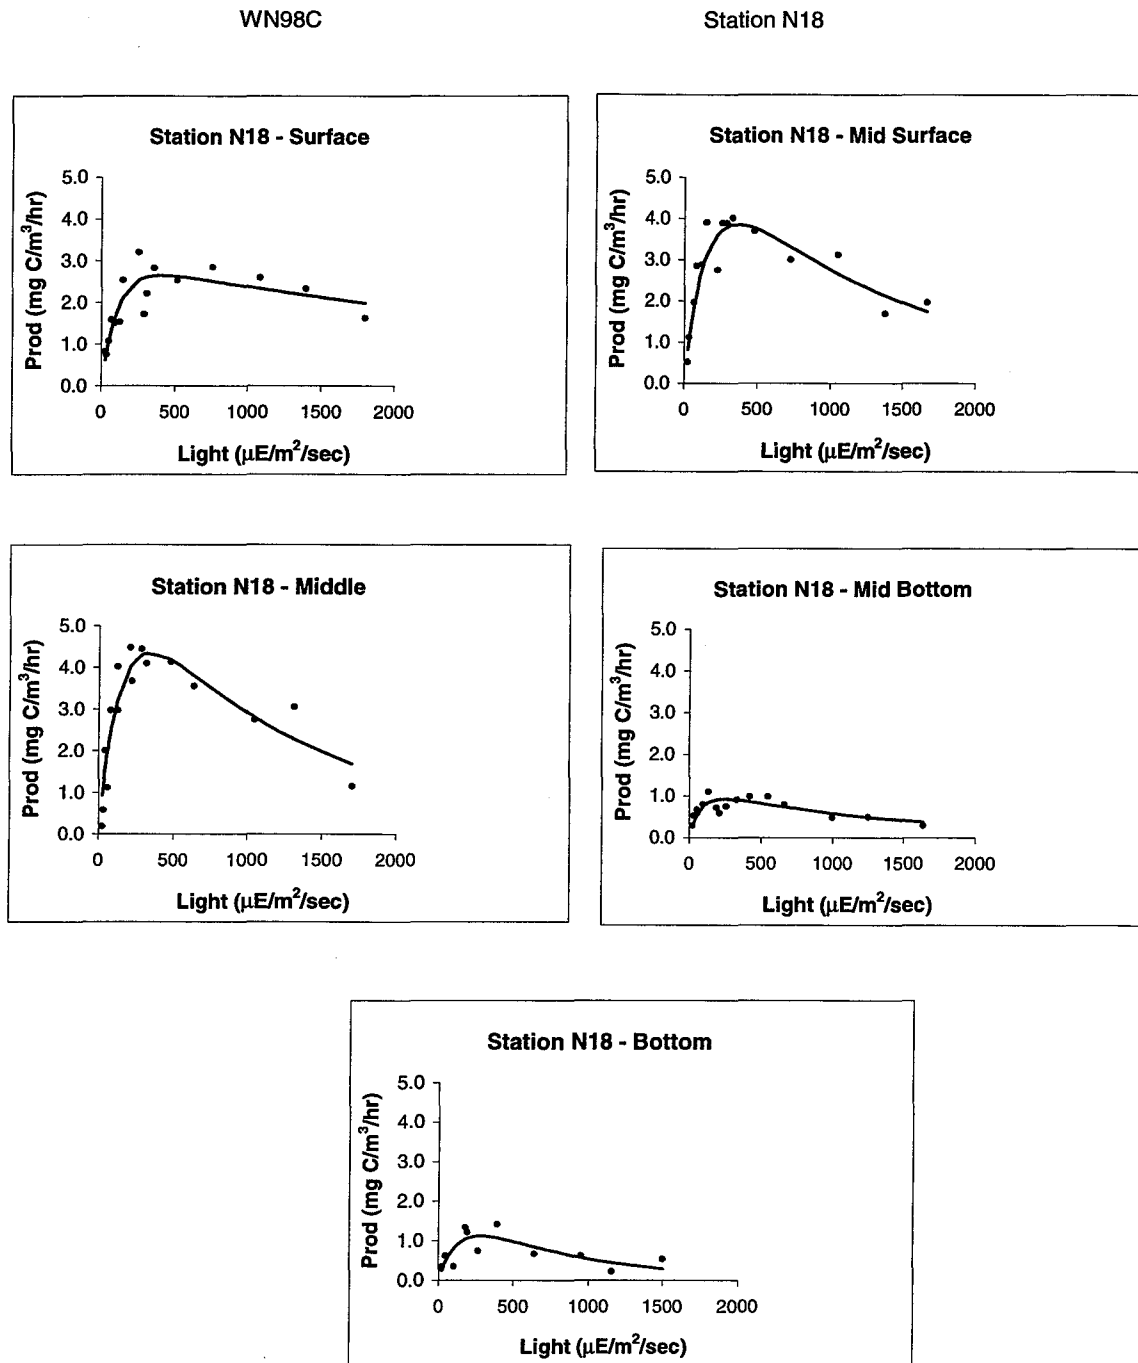 WN98C
Station N18
Station N18 - Surface
Prod (mg C/m³/hr)
5.0
4.0
3.0
2.0
1.0
0.0
0 500 1000 1500 2000
Light (µE/m²/sec)
Station N18 - Mid Surface
Prod (mg C/m³/hr)
5.0
4.0
3.0
2.0
1.0
0.0
0 500 1000 1500 2000
Light (µE/m²/sec)
Station N18 - Middle
Prod (mg C/m³/hr)
5.0
4.0
3.0
2.0
1.0
0.0
0 500 1000 1500 2000
Light (µE/m²/sec)
Station N18 - Mid Bottom
Prod (mg C/m³/hr)
5.0
4.0
3.0
2.0
1.0
0.0
0 500 1000 1500 2000
Light (µE/m²/sec)
Station N18 - Bottom
Prod (mg C/m³/hr)
5.0
4.0
3.0
2.0
1.0
0.0
0 500 1000 1500 2000
Light (µE/m²/sec)